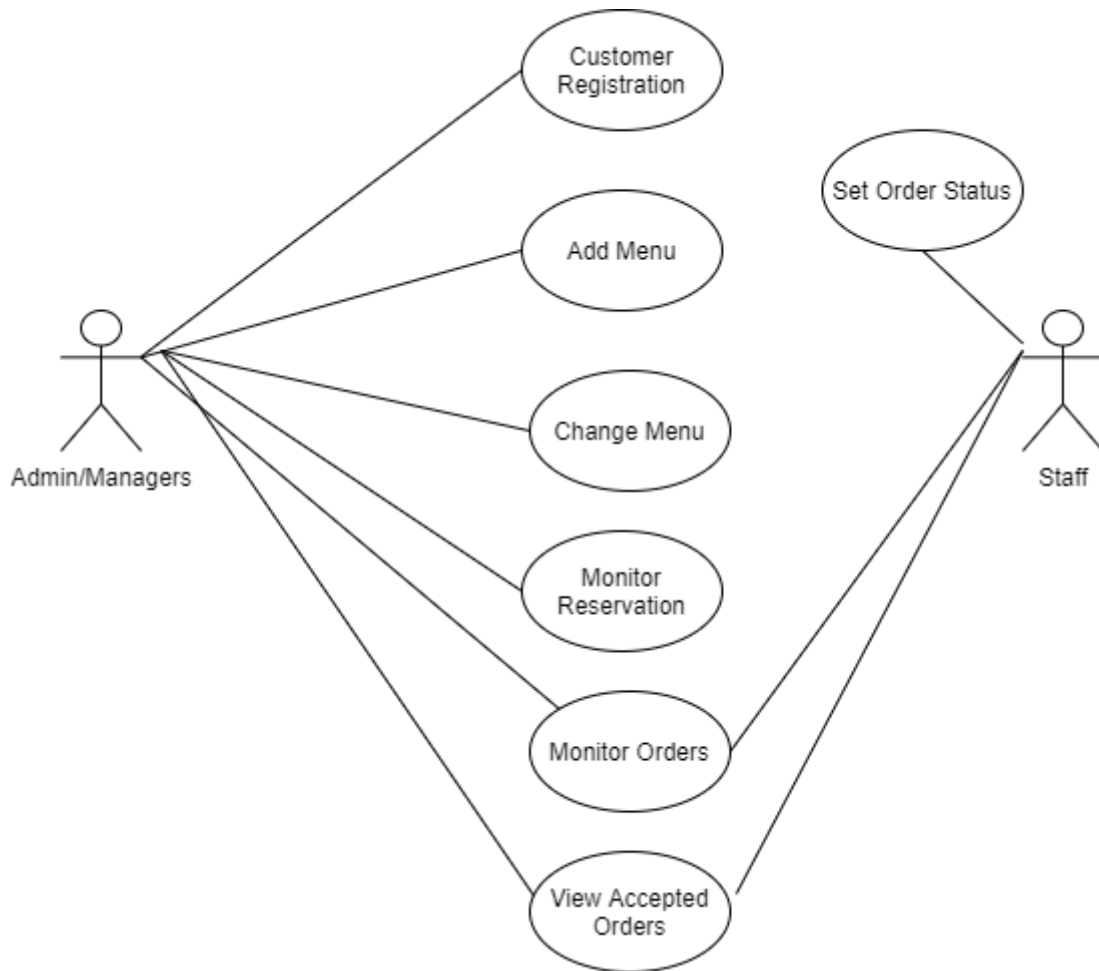 Customer
Registration
Set Order Status
Add Menu
Change Menu
Admin/Managers
Staff
Monitor
Reservation
Monitor Orders
View Accepted
Orders